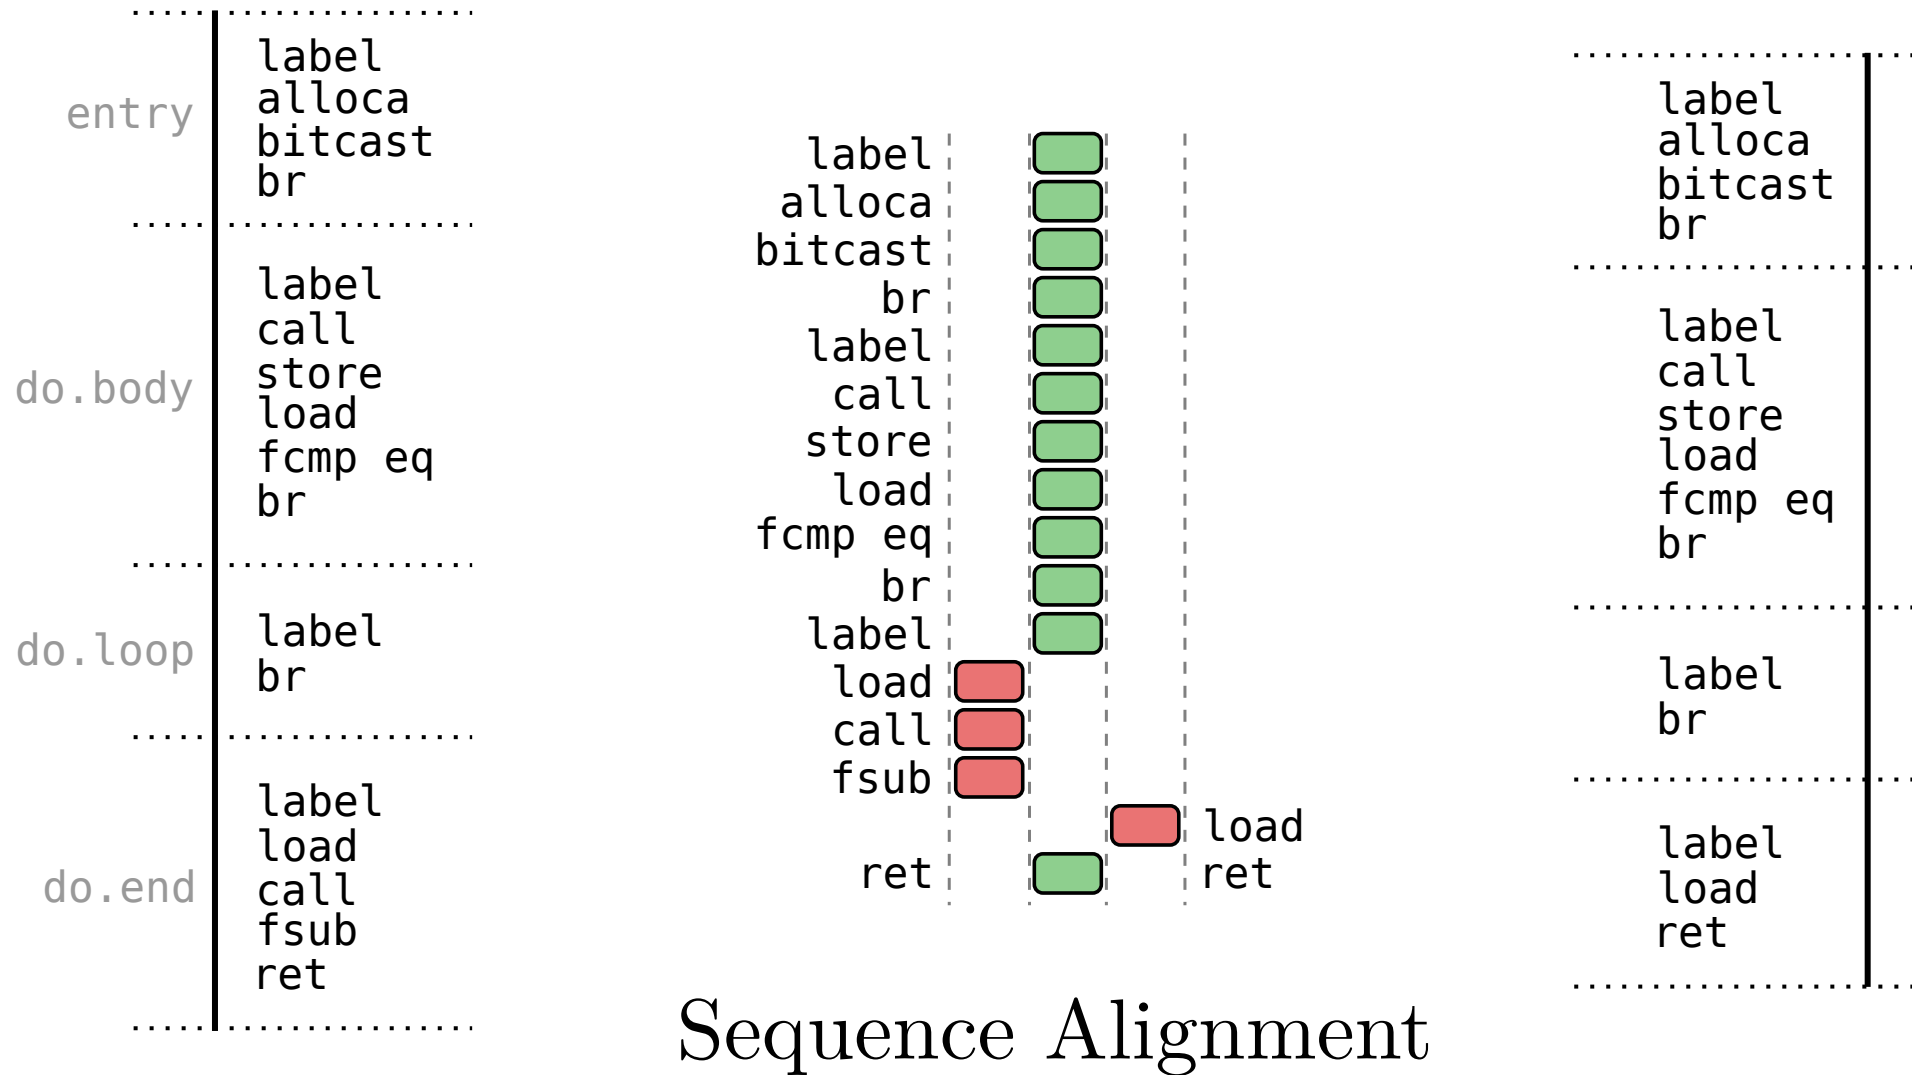 entry
label
alloca
bitcast
br
do.body
label
call
store
load
fcmp eq
br
do.loop
label
br
do.end
label
load
call
fsub
ret
label
alloca
bitcast
br
label
call
store
load
fcmp eq
br
label
load
call
fsub
load
ret ret
label
alloca
bitcast
br
label
call
store
load
fcmp eq
br
label
br
label
load
ret
Sequence Alignment